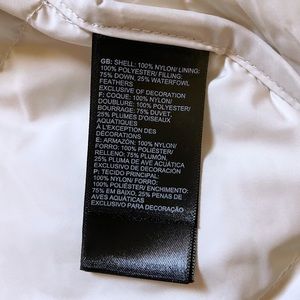 GB: SHELL: 100% NYLON/ LINING:
100% POLYESTER/ FILLING:
75% DOWN, 25% WATERFOWL
FEATHERS
EXCLUSIVE OF DECORATION
F: COQUE: 100% NYLON/
DOUBLURE: 100% POLYESTER/
BOURRAGE: 75% DUVET,
25% PLUMES D'OISEAUX
AQUATIQUES
À L'EXCEPTION DES
DÉCORATIONS
E: ARMAZÓN: 100% NYLON/
FORRO: 100% POLIÉSTER/
RELLENO: 75% PLUMÓN,
25% PLUMA DE AVE ACUÁTICA
EXCLUSIVO DE DECORACIÓN
P: TECIDO PRINCIPAL:
100% NYLON/ FORRO:
100% POLIÉSTER/ ENCHIMENTO:
75% EM BAIXO, 25% PENAS DE
AVES AQUÁTICAS
EXCLUSIVO PARA DECORAÇÃO